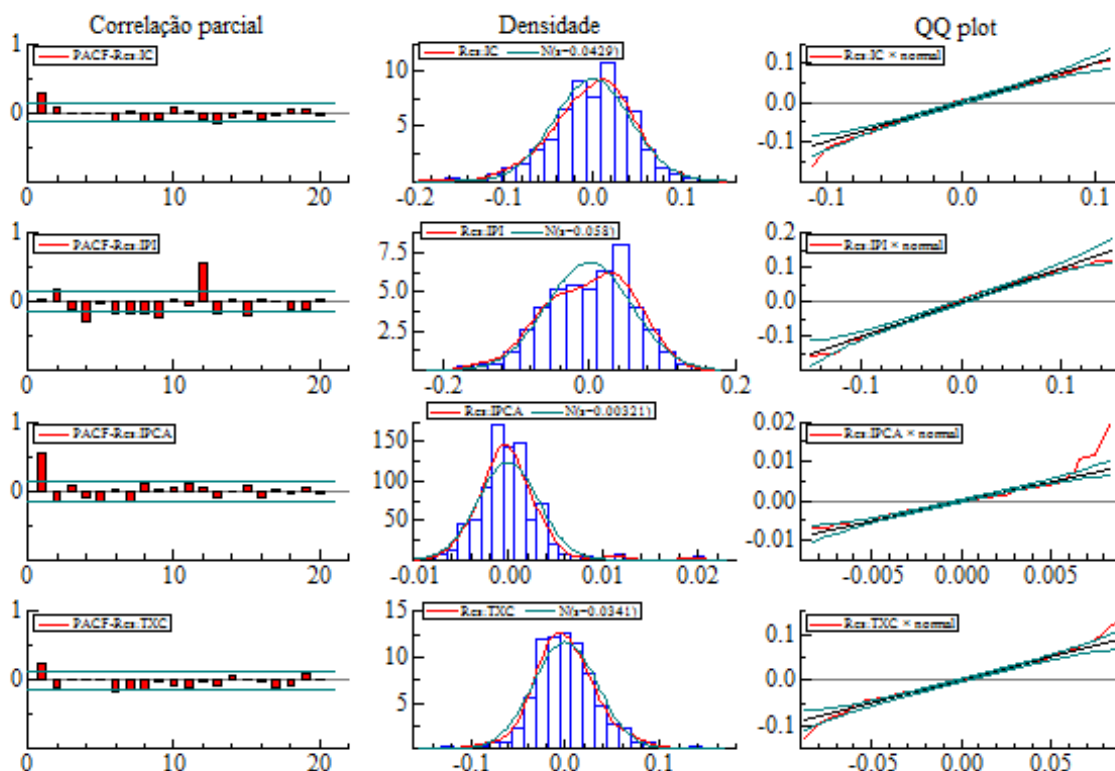 Correlação parcial Densidade QQ plot
1 PACF-Res:IC Res:IC N(s=0.0429) 0.1 Res:IC × normal
10
0 0.0
5
-0.1
0 10 20 -0.2 -0.1 0.0 0.1 -0.1 0.0 0.1
1 PACF-Res:IPI Res:IPI N(s=0.058) 0.2 Res:IPI × normal
7.5 0.1
0 5.0 0.0
2.5 -0.1
0 10 20 -0.2 0.0 0.2 -0.1 0.0 0.1
1 PACF-Res:IPCA Res:IPCA N(s=0.00321) 0.02 Res:IPCA × normal
150
0.01
0 100
0.00
50
-0.01
0 10 20 -0.01 0.00 0.01 0.02 -0.005 0.000 0.005
1 PACF-Res:TXC 15 Res:TXC N(s=0.0341) Res:TXC × normal
0.1
10
0 0.0
5
-0.1
0 10 20 -0.1 0.0 0.1 -0.05 0.00 0.05